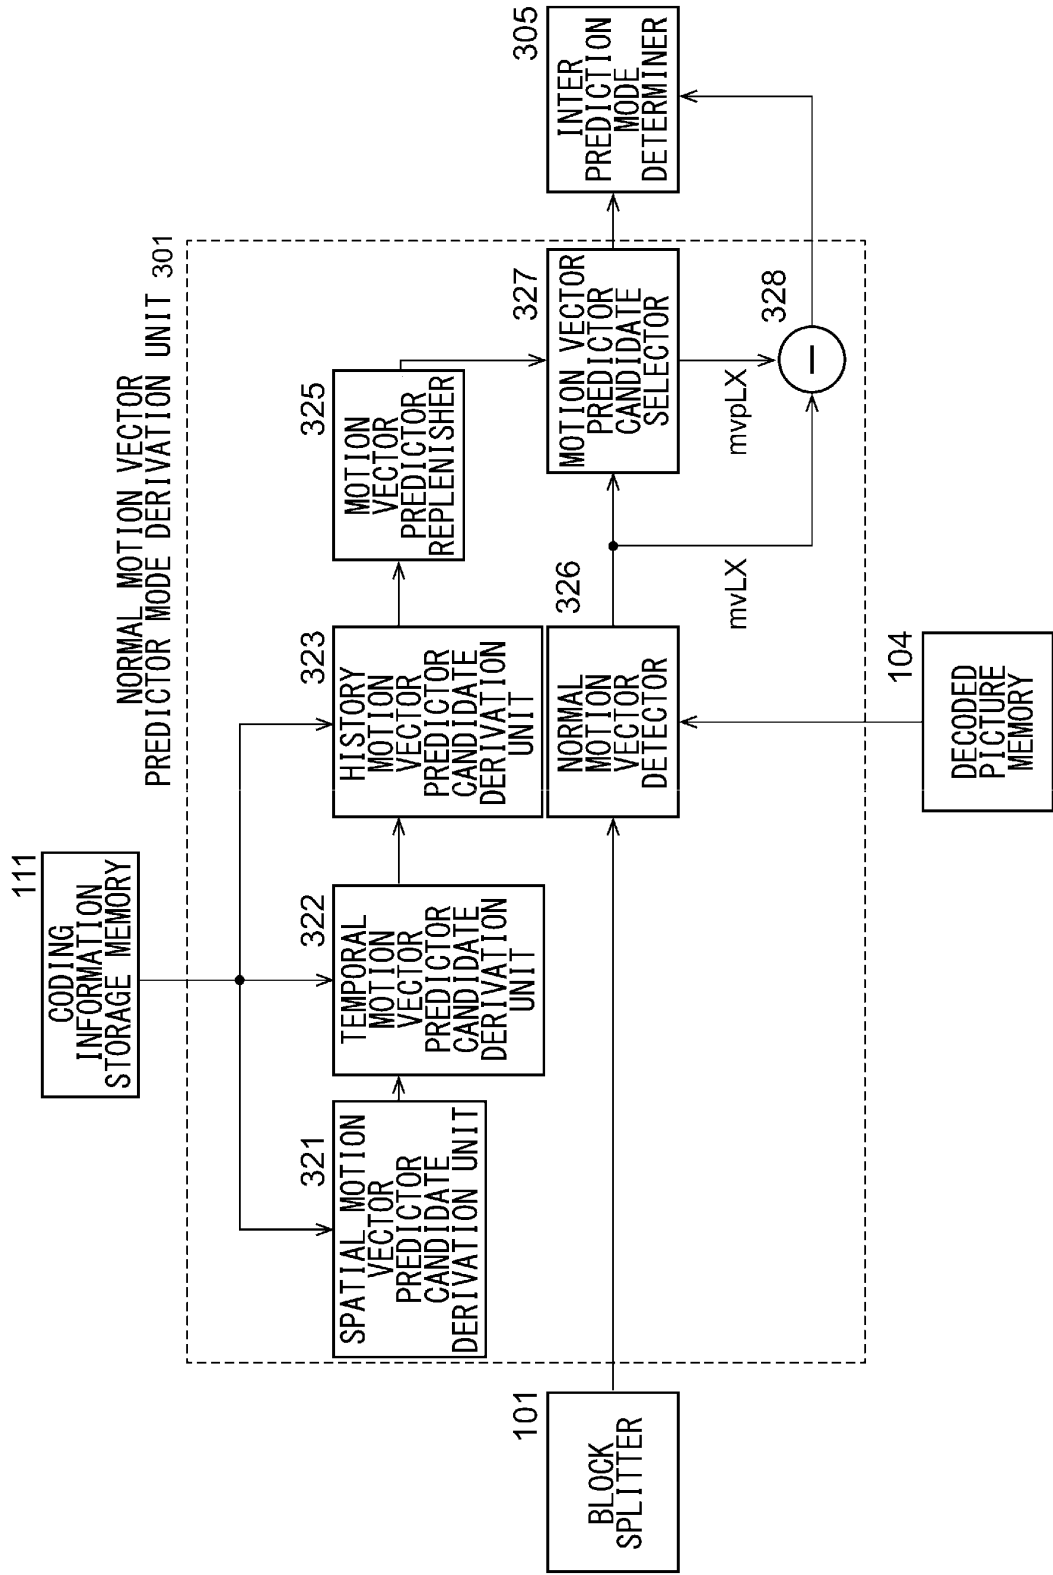 NORMAL MOTION VECTOR
PREDICTOR MODE DERIVATION UNIT 301
111
CODING
INFORMATION
STORAGE MEMORY
321
SPATIAL MOTION
VECTOR
PREDICTOR
CANDIDATE
DERIVATION UNIT
322
TEMPORAL
MOTION
VECTOR
PREDICTOR
CANDIDATE
DERIVATION
UNIT
323
HISTORY
MOTION
VECTOR
PREDICTOR
CANDIDATE
DERIVATION
UNIT
325
MOTION
VECTOR
PREDICTOR
REPLENISHER
101
BLOCK
SPLITTER
326
NORMAL
MOTION
VECTOR
DETECTOR
327
MOTION VECTOR
PREDICTOR
CANDIDATE
SELECTOR
305
INTER
PREDICTION
MODE
DETERMINER
mvLX
mvpLX
328
−
104
DECODED
PICTURE
MEMORY